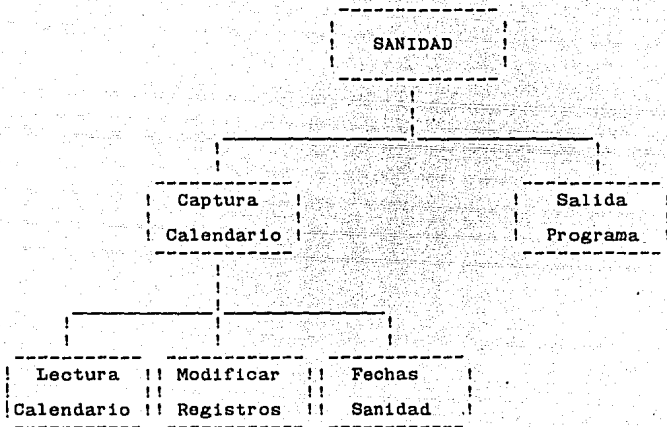 SANIDAD
Captura
Calendario
Salida
Programa
Lectura
Calendario
Modificar
Registros
Fechas
Sanidad